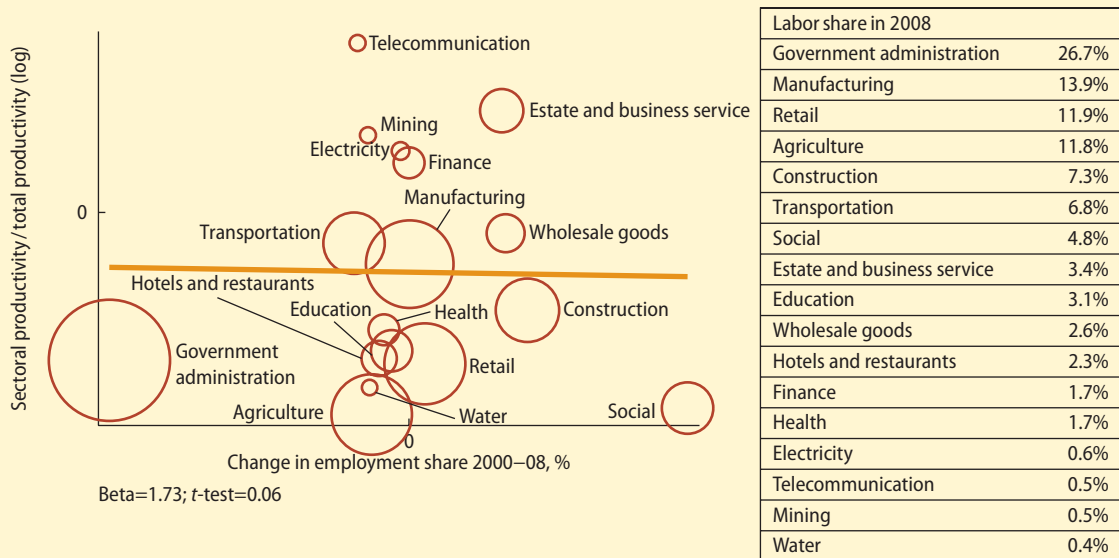 Sectoral productivity/total productivity (log)
0
Telecommunication
Estate and business service
Mining
Electricity
Finance
Manufacturing
Transportation
Wholesale goods
Hotels and restaurants
Education
Health
Construction
Government
administration
Retail
Agriculture
Water
Social
0
Change in employment share 2000–08, %
Beta=1.73; t-test=0.06
Labor share in 2008
Government administration 26.7%
Manufacturing 13.9%
Retail 11.9%
Agriculture 11.8%
Construction 7.3%
Transportation 6.8%
Social 4.8%
Estate and business service 3.4%
Education 3.1%
Wholesale goods 2.6%
Hotels and restaurants 2.3%
Finance 1.7%
Health 1.7%
Electricity 0.6%
Telecommunication 0.5%
Mining 0.5%
Water 0.4%